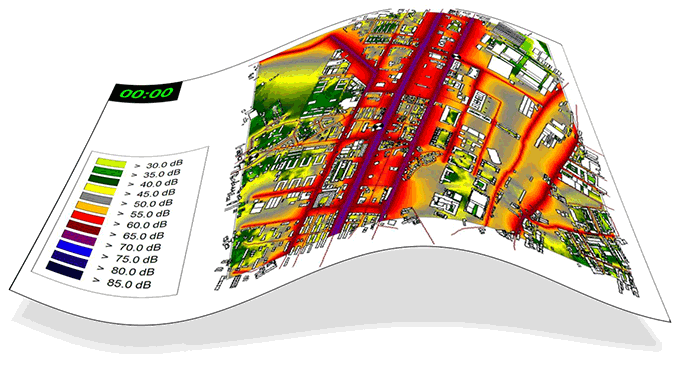 00:00
> 30.0 dB
> 35.0 dB
> 40.0 dB
> 45.0 dB
> 50.0 dB
> 55.0 dB
> 60.0 dB
> 65.0 dB
> 70.0 dB
> 75.0 dB
> 80.0 dB
> 85.0 dB